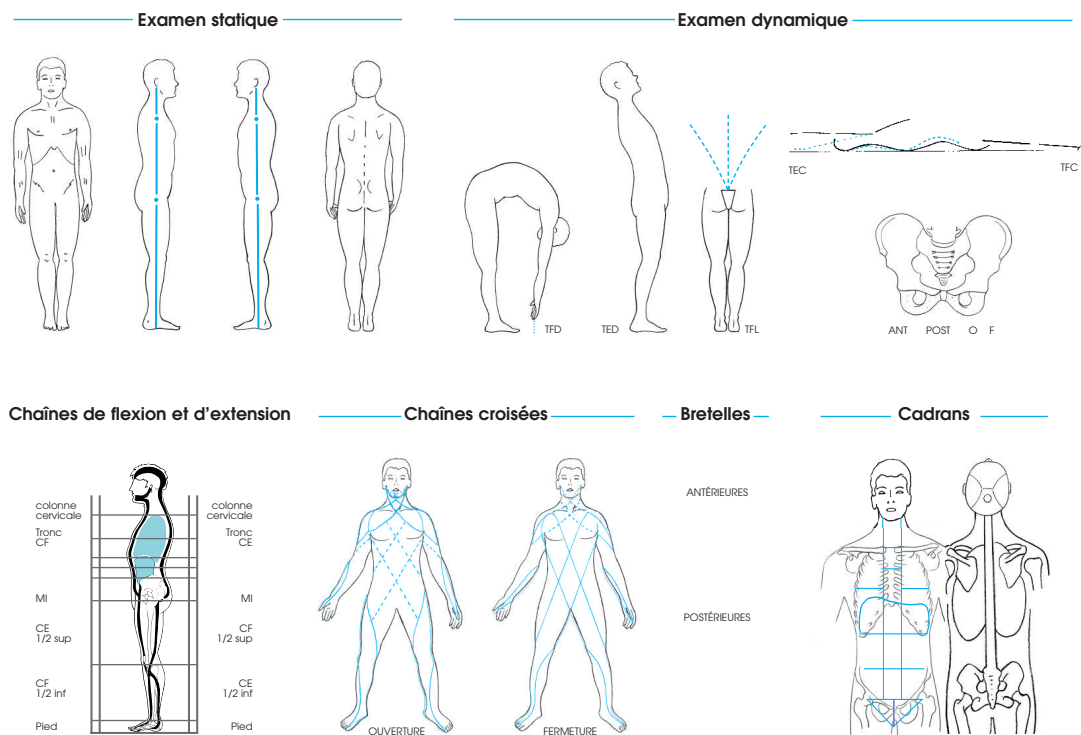 Examen statique
Examen dynamique
TEC
TFC
TFD
TED
TFL
ANT POST O F
Chaînes de flexion et d'extension
Chaînes croisées
Bretelles
Cadrans
colonne
cervicale
Tronc
CF
MI
CE
1/2 sup
CF
1/2 inf
Pied
colonne
cervicale
Tronc
CE
MI
CF
1/2 sup
CE
1/2 inf
Pied
OUVERTURE
FERMETURE
ANTÉRIEURES
POSTÉRIEURES